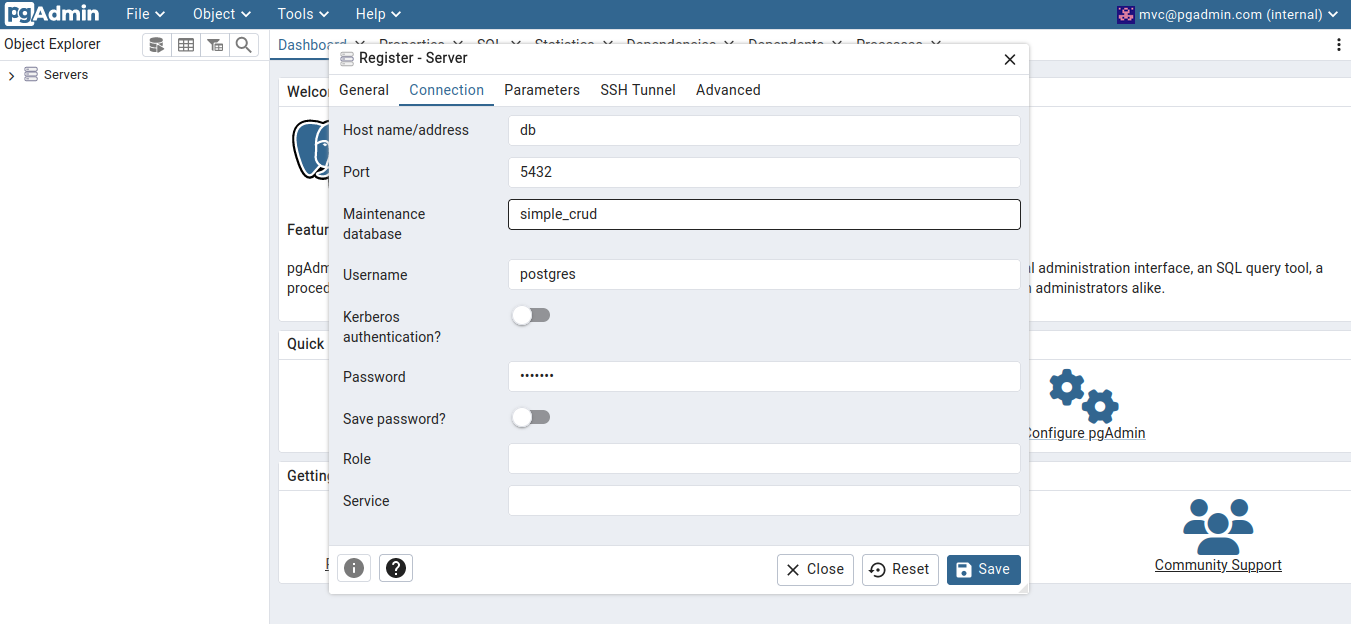 pgAdmin File Object Tools Help mvc@pgadmin.com (internal)
Object Explorer
Servers
Dashboard Properties SQL Statistics Dependencies Dependents Processes
Register - Server
General Connection Parameters SSH Tunnel Advanced
Host name/address db
Port 5432
Maintenance database simple_crud
Username postgres
Kerberos authentication?
Password •••••••
Save password?
Role
Service
i ? Close Reset Save
Welco
Featur
pgAdm
l administration interface, an SQL query tool, a
proced
administrators alike.
Quick
Configure pgAdmin
Getting
Community Support